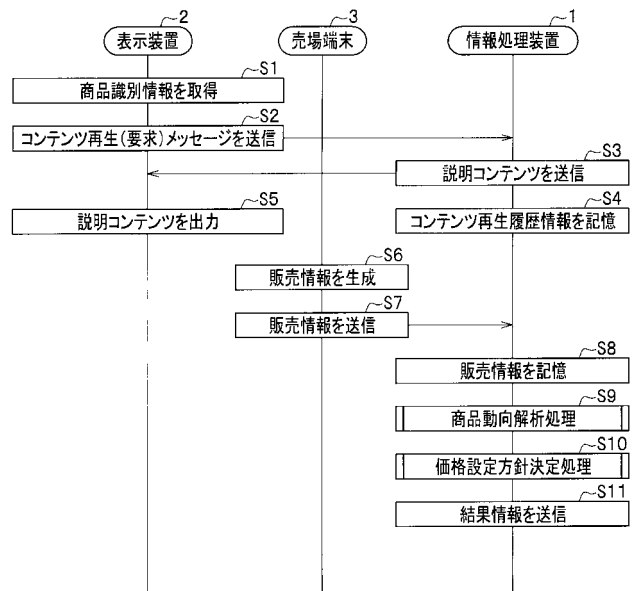 2
3
1
表示装置
売場端末
情報処理装置
S1
商品識別情報を取得
S2
コンテンツ再生(要求)メッセージを送信
S3
説明コンテンツを送信
S4
コンテンツ再生履歴情報を記憶
S5
説明コンテンツを出力
S6
販売情報を生成
S7
販売情報を送信
S8
販売情報を記憶
S9
商品動向解析処理
S10
価格設定方針決定処理
S11
結果情報を送信